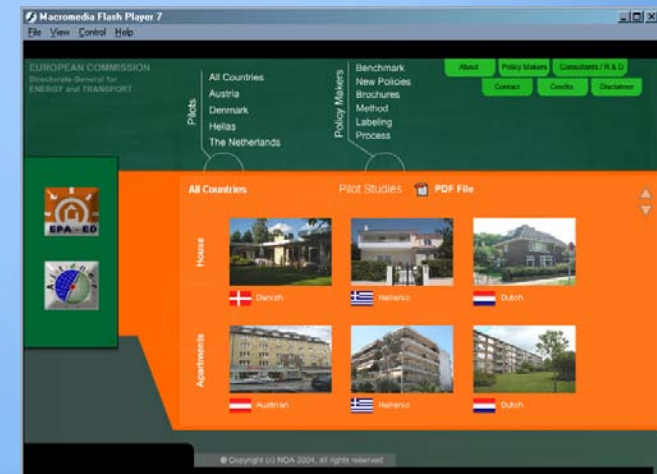 Macromedia Flash Player 7
File View Control Help
EUROPEAN COMMISSION
Directorate General for
ENERGY and TRANSPORT
Pilots
All Countries
Austria
Denmark
Hellas
The Netherlands
Policy Makers
Benchmark
New Policies
Brochures
Method
Labeling
Process
About
Policy Makers
Consultants / R & D
Contact
Credits
Disclaimer
EPA - ED
Altener
All Countries
Pilot Studies
PDF File
House
Danish
Hellenic
Dutch
Apartments
Austrian
Hellenic
Dutch
© Copyright (c) NOA 2004, all rights reserved